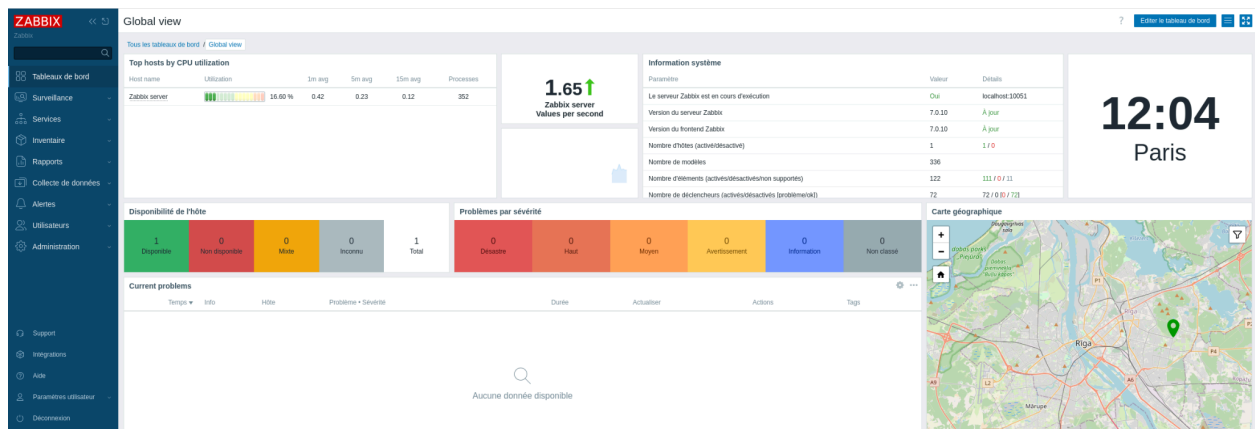 ZABBIX
Zabbix
Global view
? Editer le tableau de bord
Tous les tableaux de bord / Global view
Tableaux de bord
Surveillance
Services
Inventaire
Rapports
Collecte de données
Alertes
Utilisateurs
Administration
Support
Intégrations
Aide
Paramètres utilisateur
Déconnexion
Top hosts by CPU utilization
Host name Utilization 1m avg 5m avg 15m avg Processes
Zabbix server 16.60 % 0.42 0.23 0.12 352
1.65
Zabbix server
Values per second
Information système
Paramètre Valeur Détails
Le serveur Zabbix est en cours d'exécution Oui localhost:10051
Version du serveur Zabbix 7.0.10 À jour
Version du frontend Zabbix 7.0.10 À jour
Nombre d'hôtes (activé/désactivé) 1 1 / 0
Nombre de modèles 336
Nombre d'éléments (activés/désactivés/non supportés) 122 111 / 0 / 11
Nombre de déclencheurs (activés/désactivés [problème/ok]) 72 72 / 0 [0 / 72]
12:04
Paris
Disponibilité de l'hôte
1 0 0 0 1
Disponible Non disponible Mixte Inconnu Total
Problèmes par sévérité
0 0 0 0 0 0
Désastre Haut Moyen Avertissement Information Non classé
Current problems
Temps Info Hôte Problème • Sévérité Durée Actualiser Actions Tags
Aucune donnée disponible
Carte géographique
+
−
P1
Rīga
Rīga
P4
A9
L2
A6
Mārupe